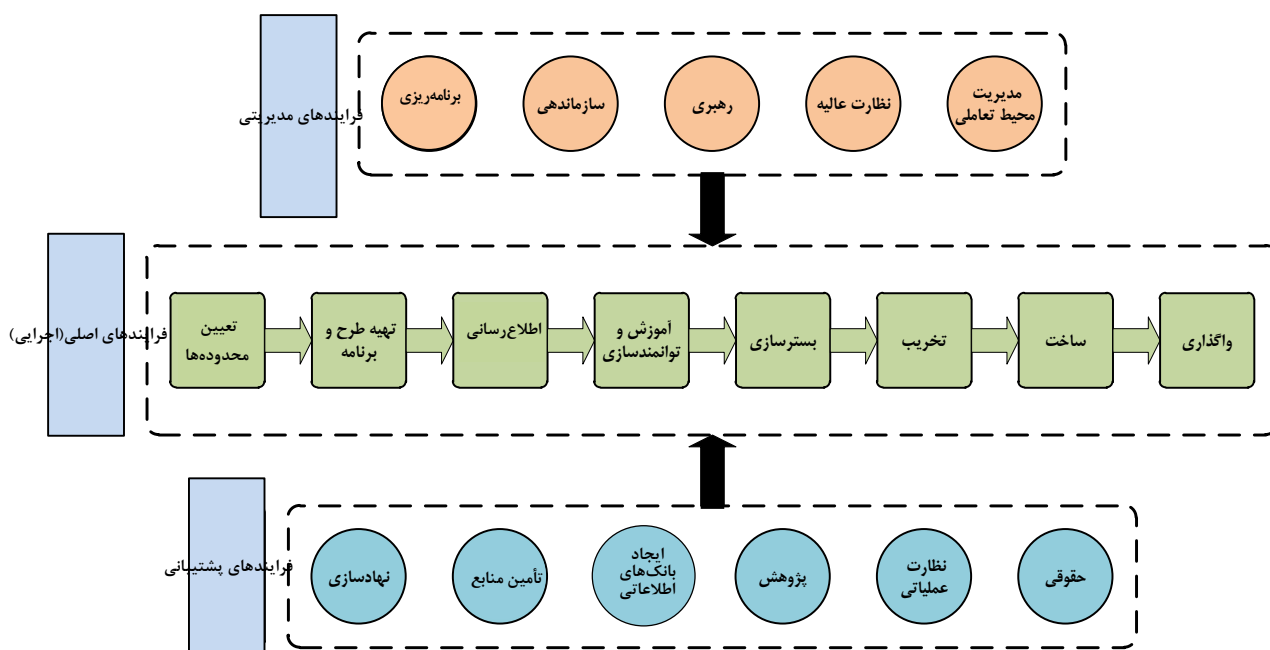 فرایندهای مدیریتی
برنامه‌ریزی
سازماندهی
رهبری
نظارت عالیه
مدیریت
محیط تعاملی
فرایندهای اصلی(اجرایی)
تعیین
محدوده‌ها
تهیه طرح و
برنامه
اطلاع‌رسانی
آموزش و
توانمندسازی
بسترسازی
تخریب
ساخت
واگذاری
فرایندهای پشتیبانی
نهادسازی
تأمین منابع
ایجاد
بانک‌های
اطلاعاتی
پژوهش
نظارت
عملیاتی
حقوقی